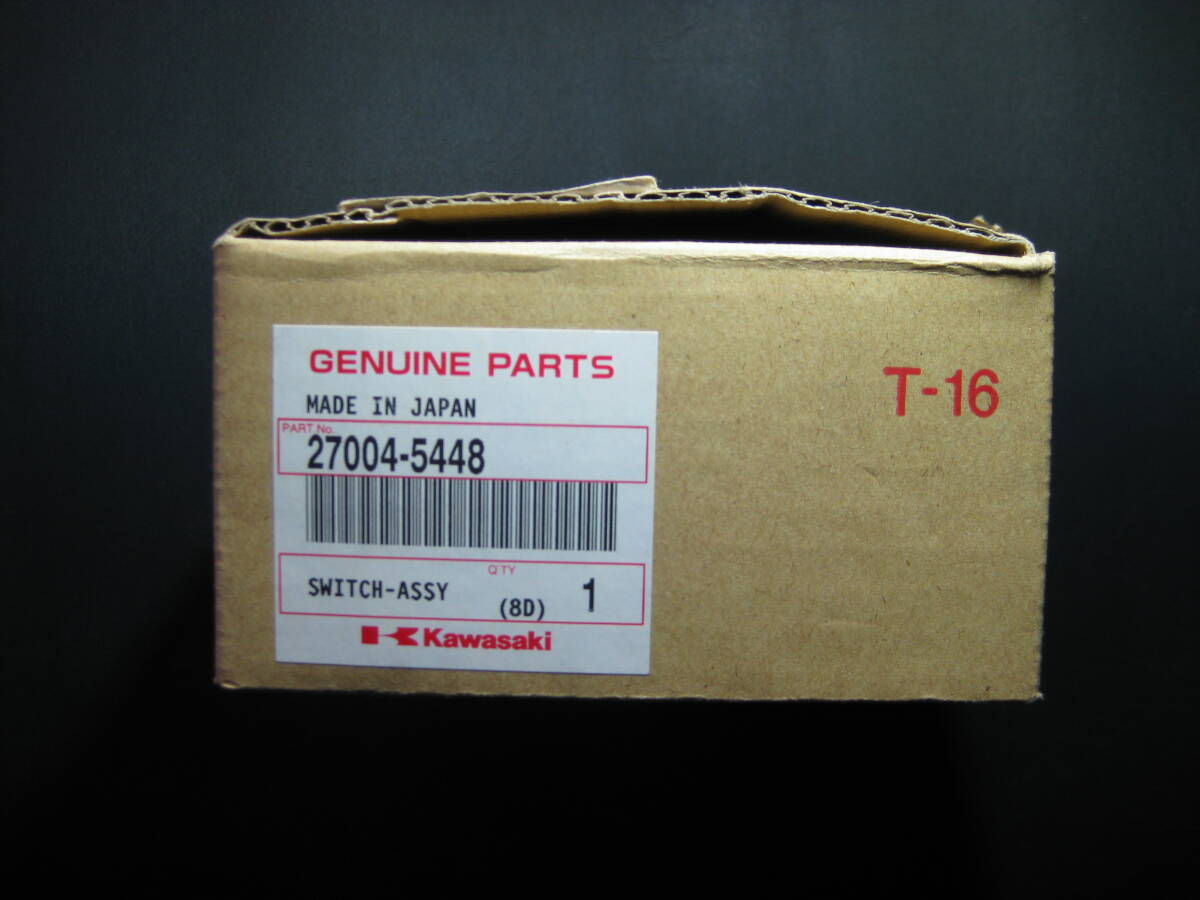 GENUINE PARTS
MADE IN JAPAN
PART No.
27004-5448
Q'TY
SWITCH-ASSY (8D) 1
Kawasaki
T-16